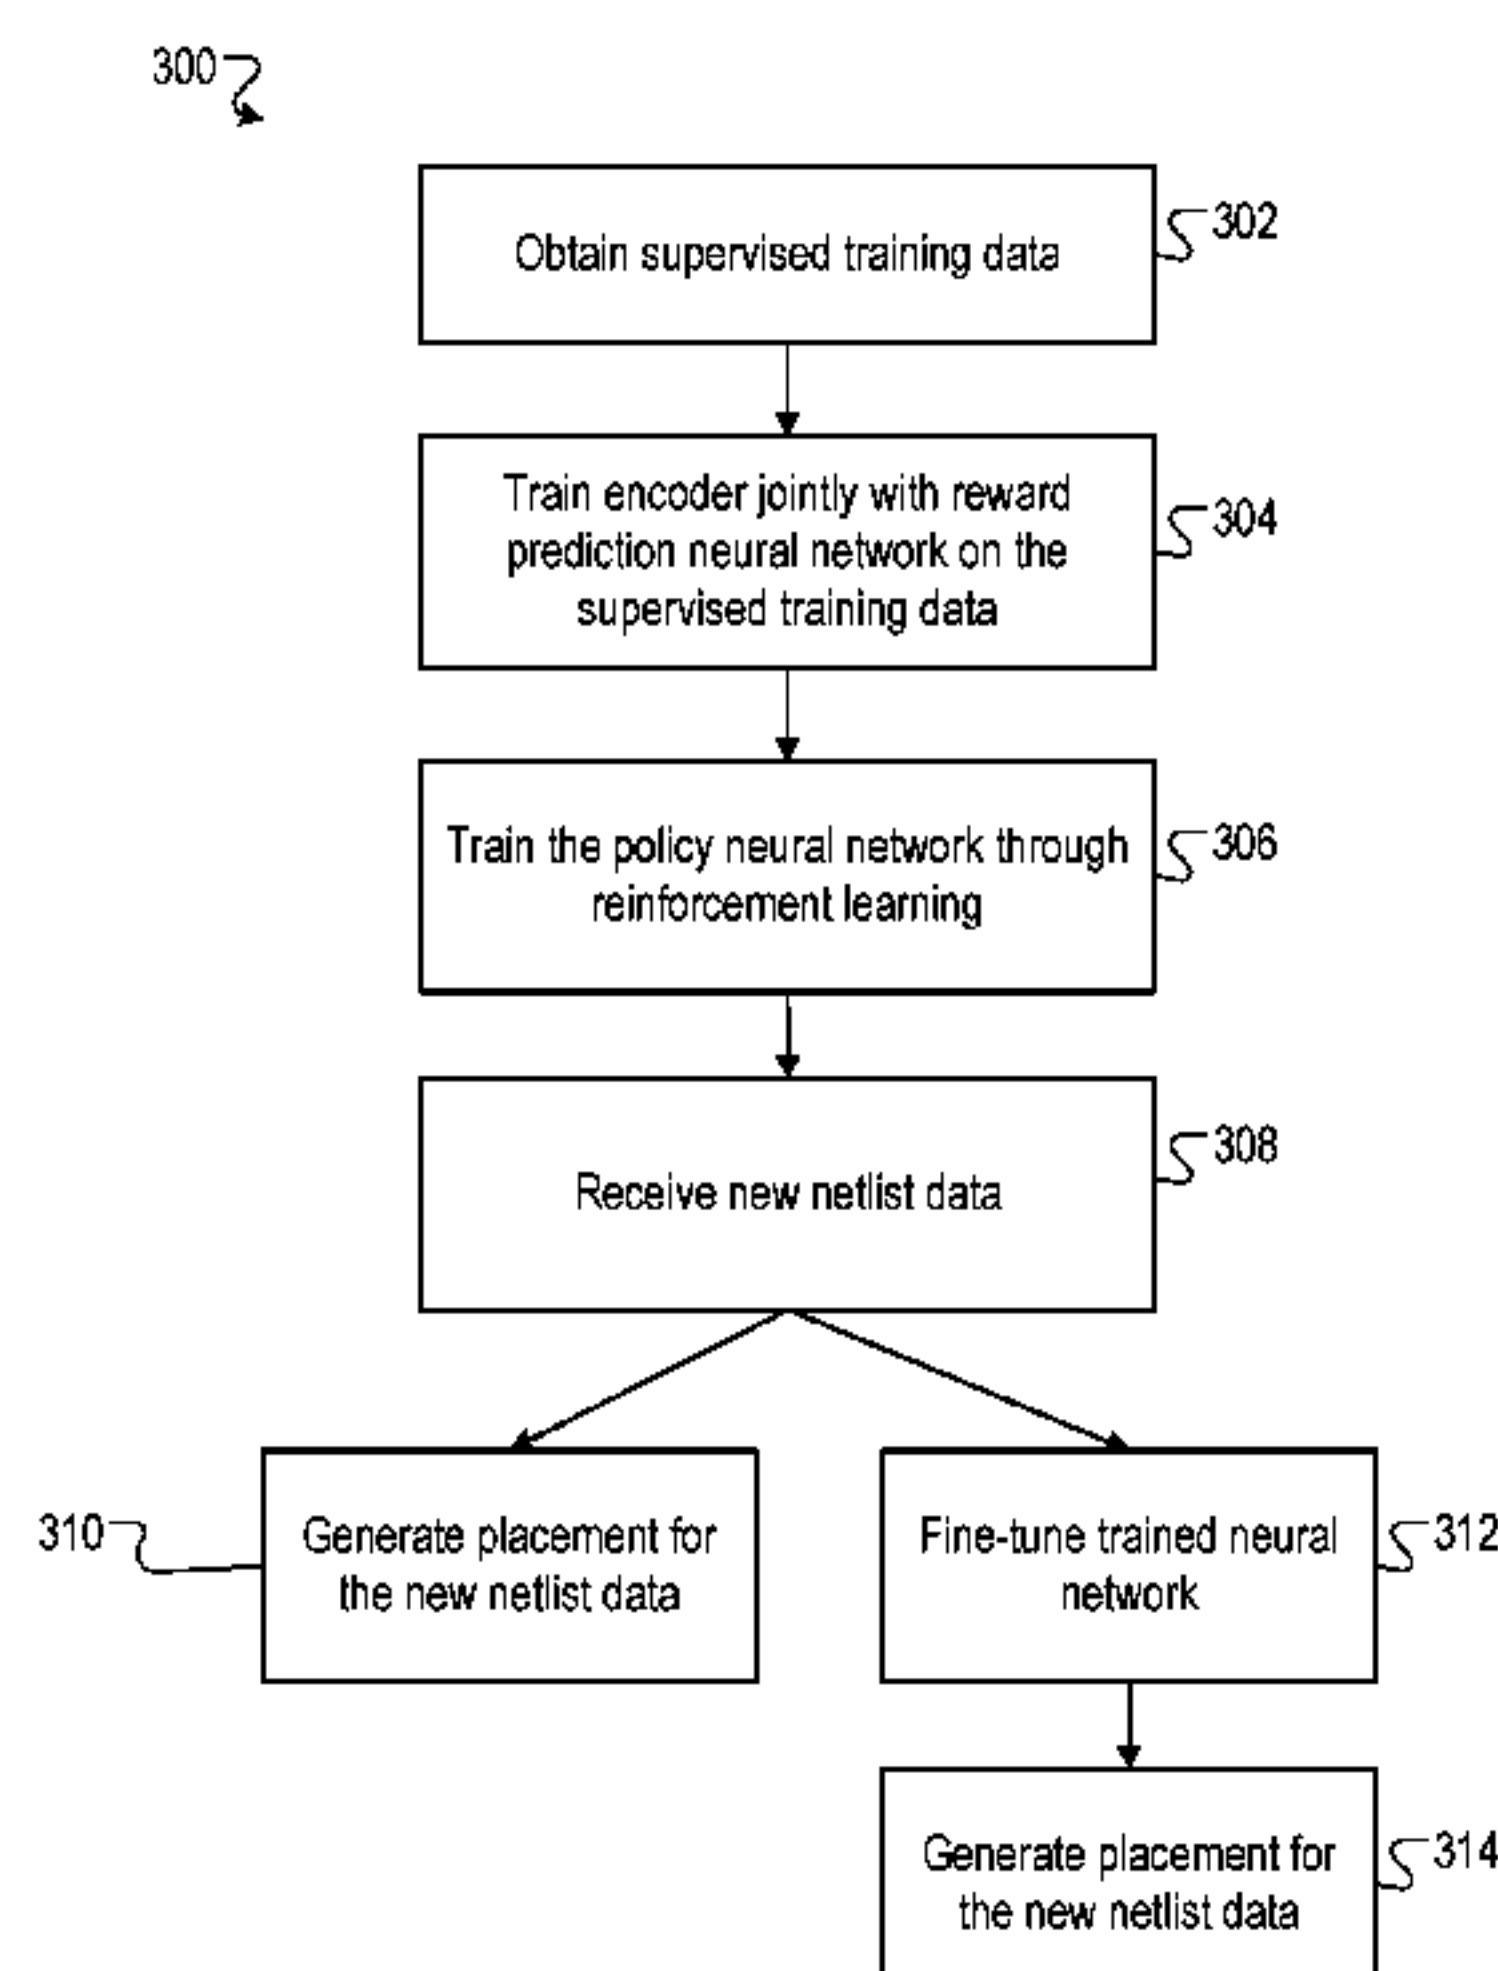 300
Obtain supervised training data
302
Train encoder jointly with reward
prediction neural network on the
supervised training data
304
Train the policy neural network through
reinforcement learning
306
Receive new netlist data
308
310
Generate placement for
the new netlist data
Fine-tune trained neural
network
312
Generate placement for
the new netlist data
314